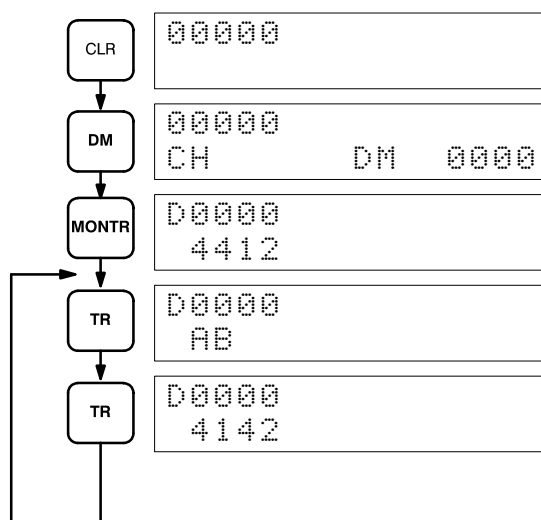 CLR
00000
DM
00000
CH DM 0000
MONTR
D0000
4412
TR
D0000
AB
TR
D0000
4142